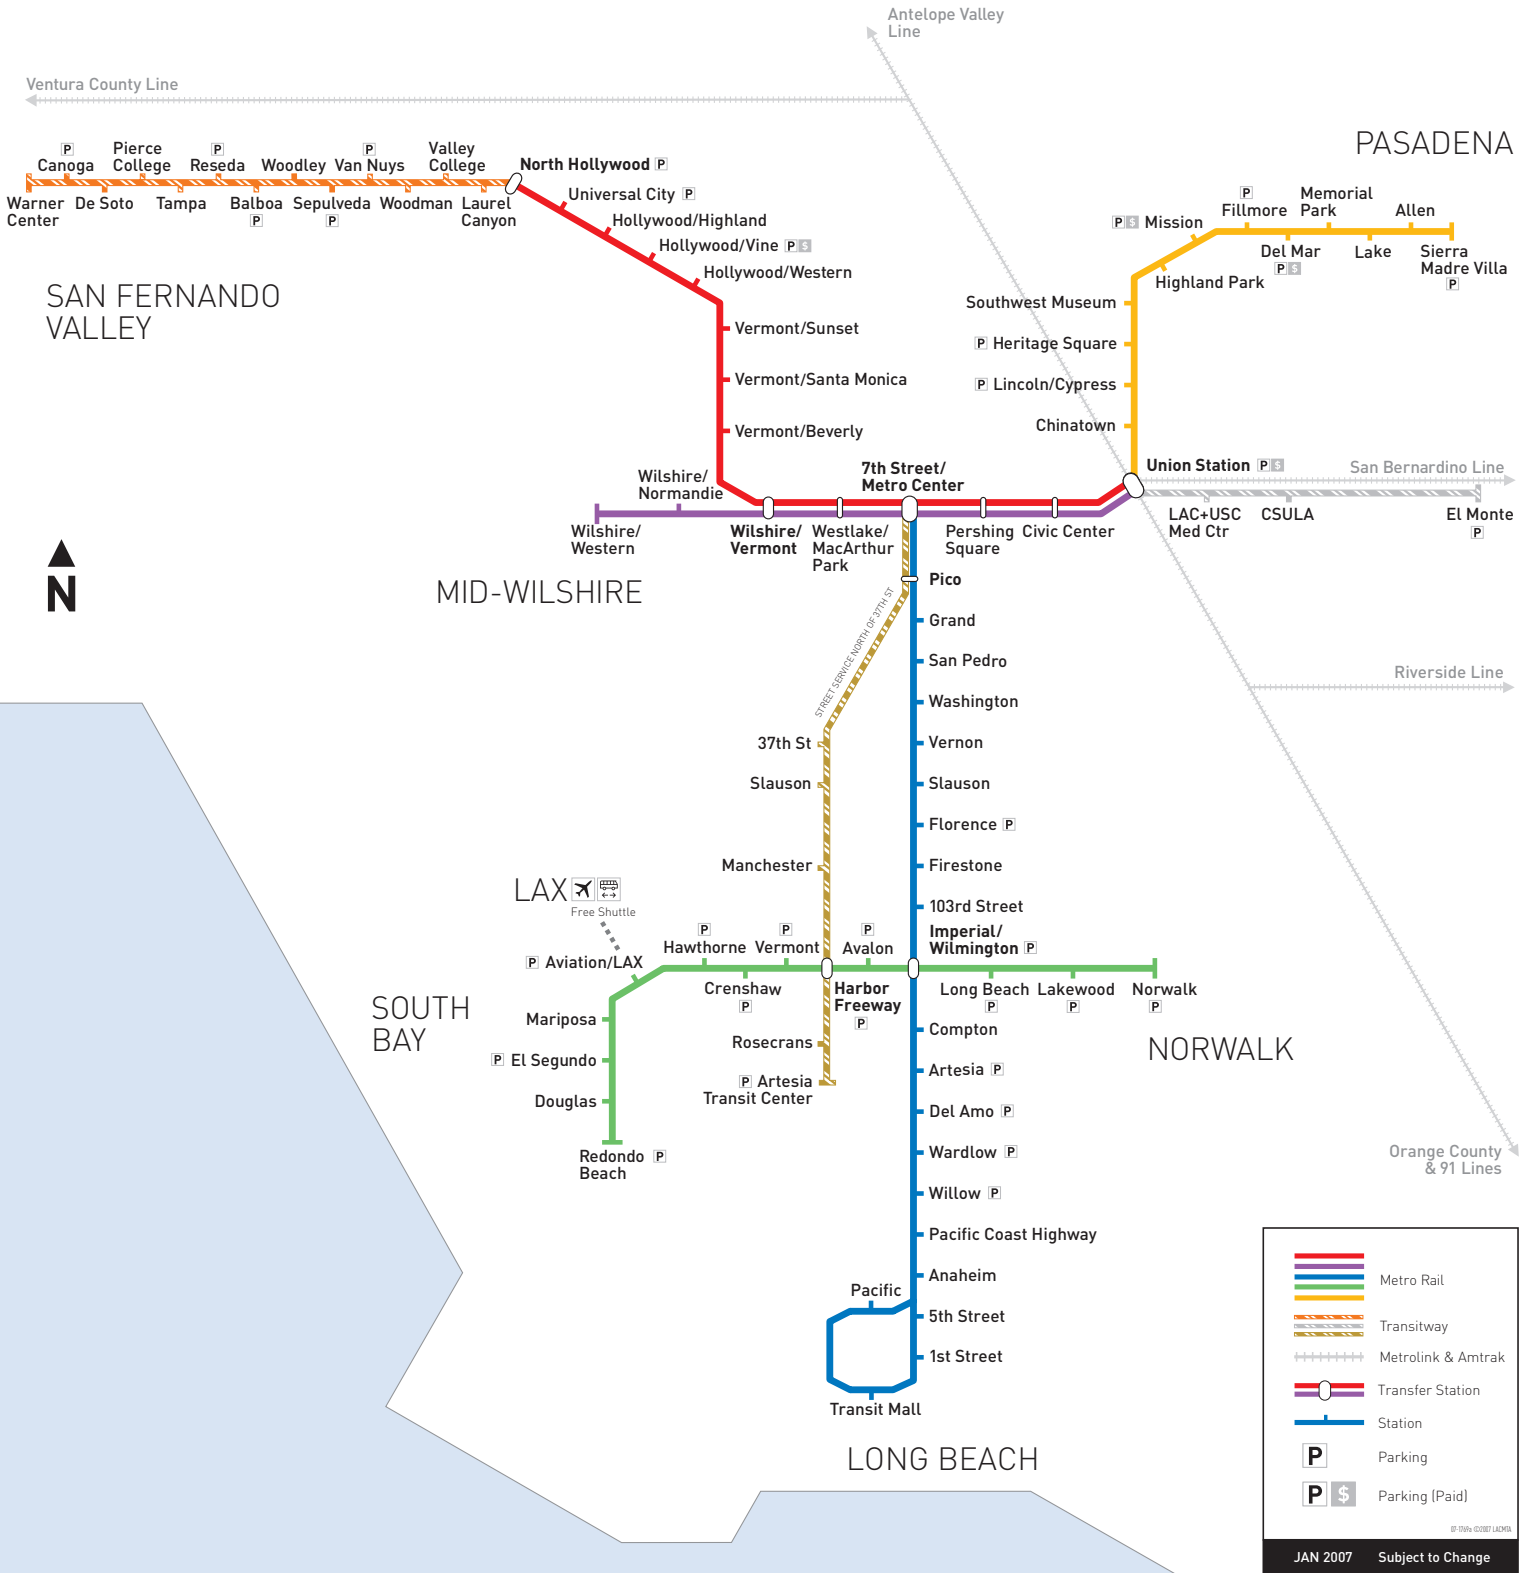 Antelope Valley
Line
Ventura County Line
PASADENA
Canoga P
Pierce
College
Reseda P
Woodley
Van Nuys P
Valley
College
North Hollywood P
Warner
Center
De Soto
Tampa
Balboa
P
Sepulveda
P
Woodman
Laurel
Canyon
Universal City P
Hollywood/Highland
Hollywood/Vine P $
Hollywood/Western
SAN FERNANDO
VALLEY
Vermont/Sunset
Vermont/Santa Monica
Vermont/Beverly
P $ Mission
P
Fillmore
Memorial
Park
Allen
Del Mar
P $
Lake
Sierra
Madre Villa
P
Highland Park
Southwest Museum
P Heritage Square
P Lincoln/Cypress
Chinatown
Union Station P $
San Bernardino Line
LAC+USC
Med Ctr
CSULA
El Monte
P
Wilshire/
Normandie
7th Street/
Metro Center
Wilshire/
Western
Wilshire/
Vermont
Westlake/
MacArthur
Park
Pershing
Square
Civic Center
N
MID-WILSHIRE
STREET SERVICE NORTH OF 37TH ST
Pico
Grand
San Pedro
Washington
Vernon
Slauson
Florence P
Firestone
103rd Street
Imperial/
Wilmington P
Riverside Line
37th St
Slauson
Manchester
LAX
Free Shuttle
P Aviation/LAX
P
Hawthorne
P
Vermont
P
Avalon
Crenshaw
P
Harbor
Freeway
P
Long Beach
P
Lakewood
P
Norwalk
P
SOUTH
BAY
NORWALK
Mariposa
P El Segundo
Douglas
Redondo P
Beach
Rosecrans
P Artesia
Transit Center
Compton
Artesia P
Del Amo P
Wardlow P
Willow P
Pacific Coast Highway
Anaheim
Pacific
5th Street
1st Street
Transit Mall
LONG BEACH
Orange County
& 91 Lines
Metro Rail
Transitway
Metrolink & Amtrak
Transfer Station
Station
P Parking
P $ Parking (Paid)
©2007 LACMTA
JAN 2007 Subject to Change